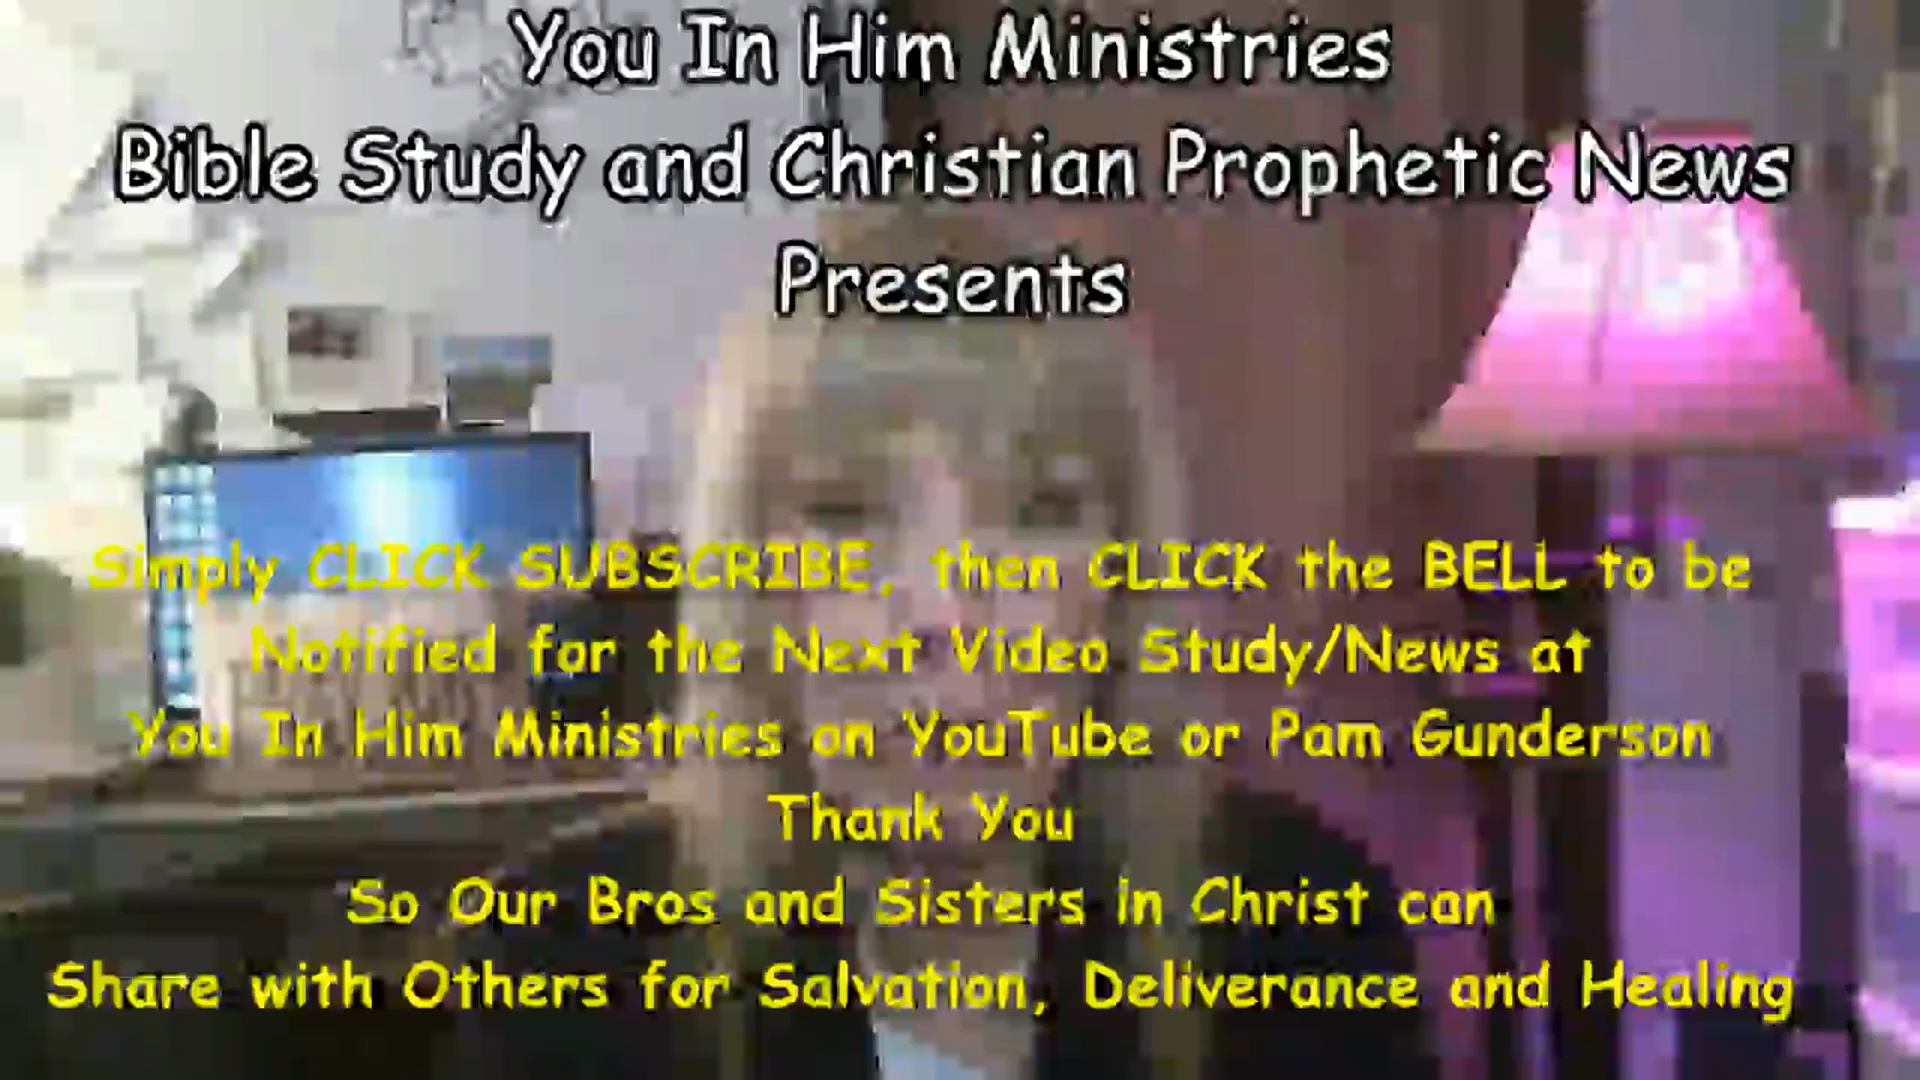 You In Him Ministries
Bible Study and Christian Prophetic News
Presents
Simply CLICK SUBSCRIBE, then CLICK the BELL to be
Notified for the Next Video Study/News at
You In Him Ministries on YouTube or Pam Gunderson
Thank You
So Our Bros and Sisters in Christ can
Share with Others for Salvation, Deliverance and Healing